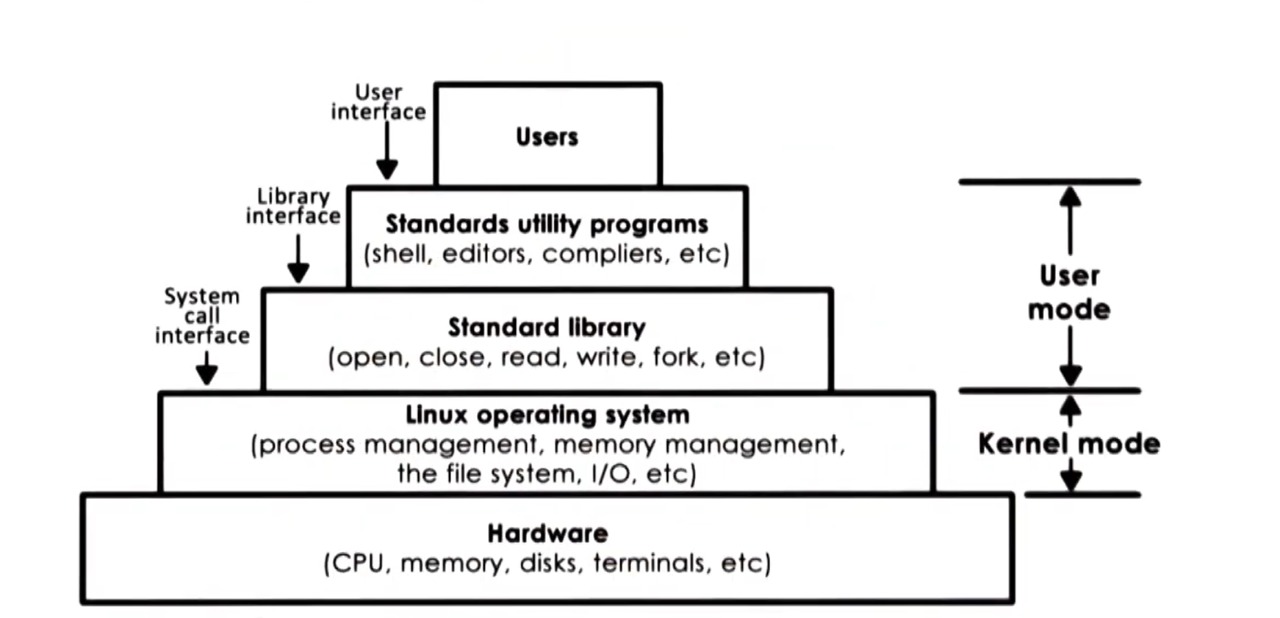 User
interface
Users
Library
interface
Standards utility programs
(shell, editors, compliers, etc)
System
call
interface
Standard library
(open, close, read, write, fork, etc)
User
mode
Linux operating system
(process management, memory management,
the file system, I/O, etc)
Kernel mode
Hardware
(CPU, memory, disks, terminals, etc)